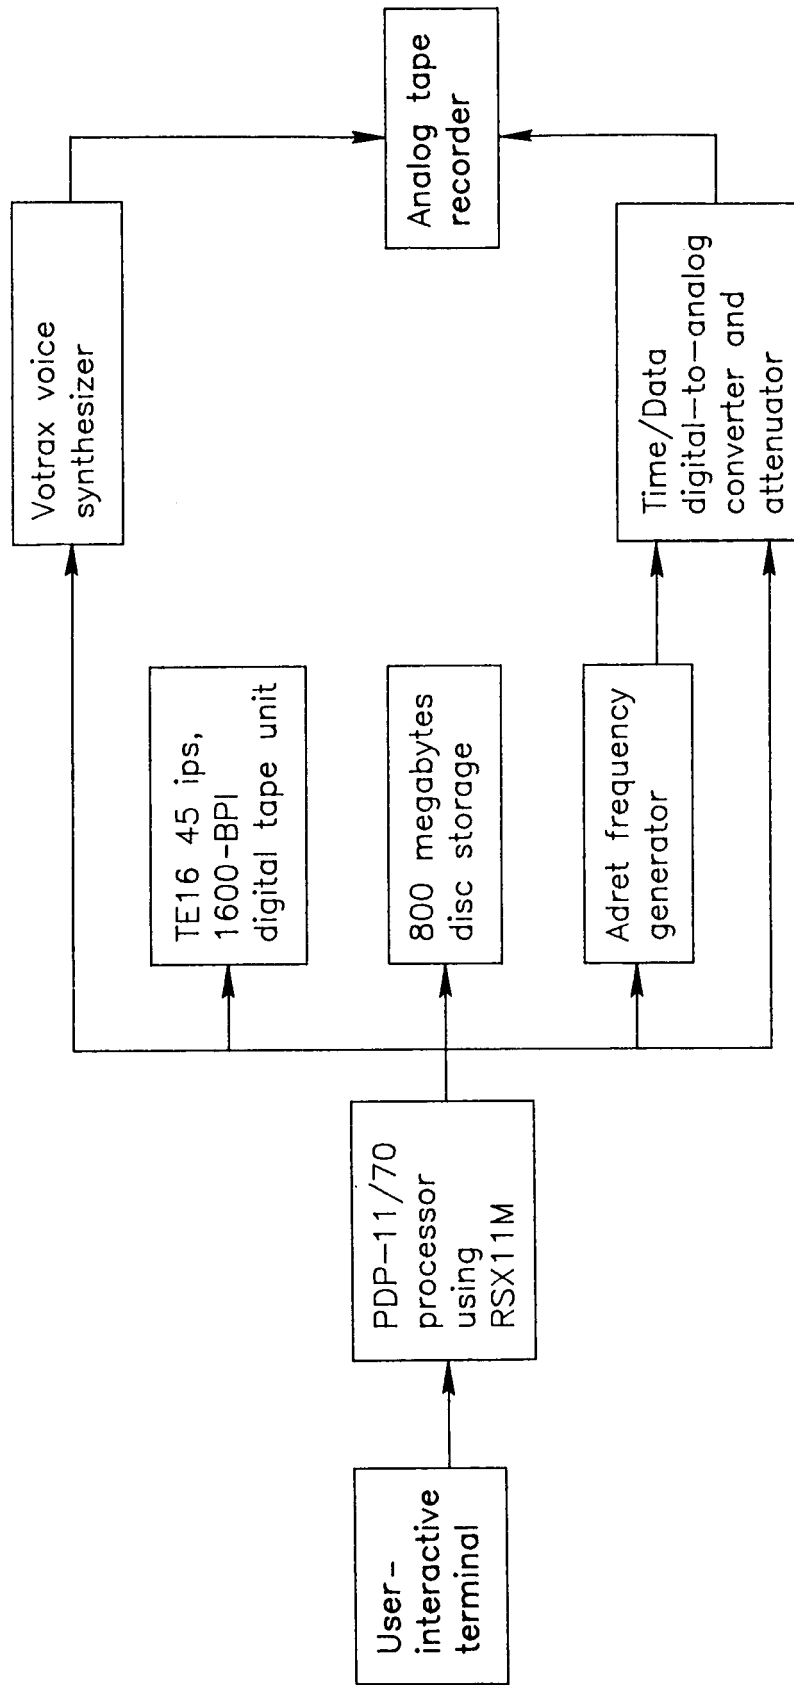 User-
interactive
terminal
PDP-11/70
processor
using
RSX11M
Votrax voice
synthesizer
TE16 45 ips,
1600-BPI
digital tape unit
800 megabytes
disc storage
Adret frequency
generator
Time/Data
digital-to-analog
converter and
attenuator
Analog tape
recorder